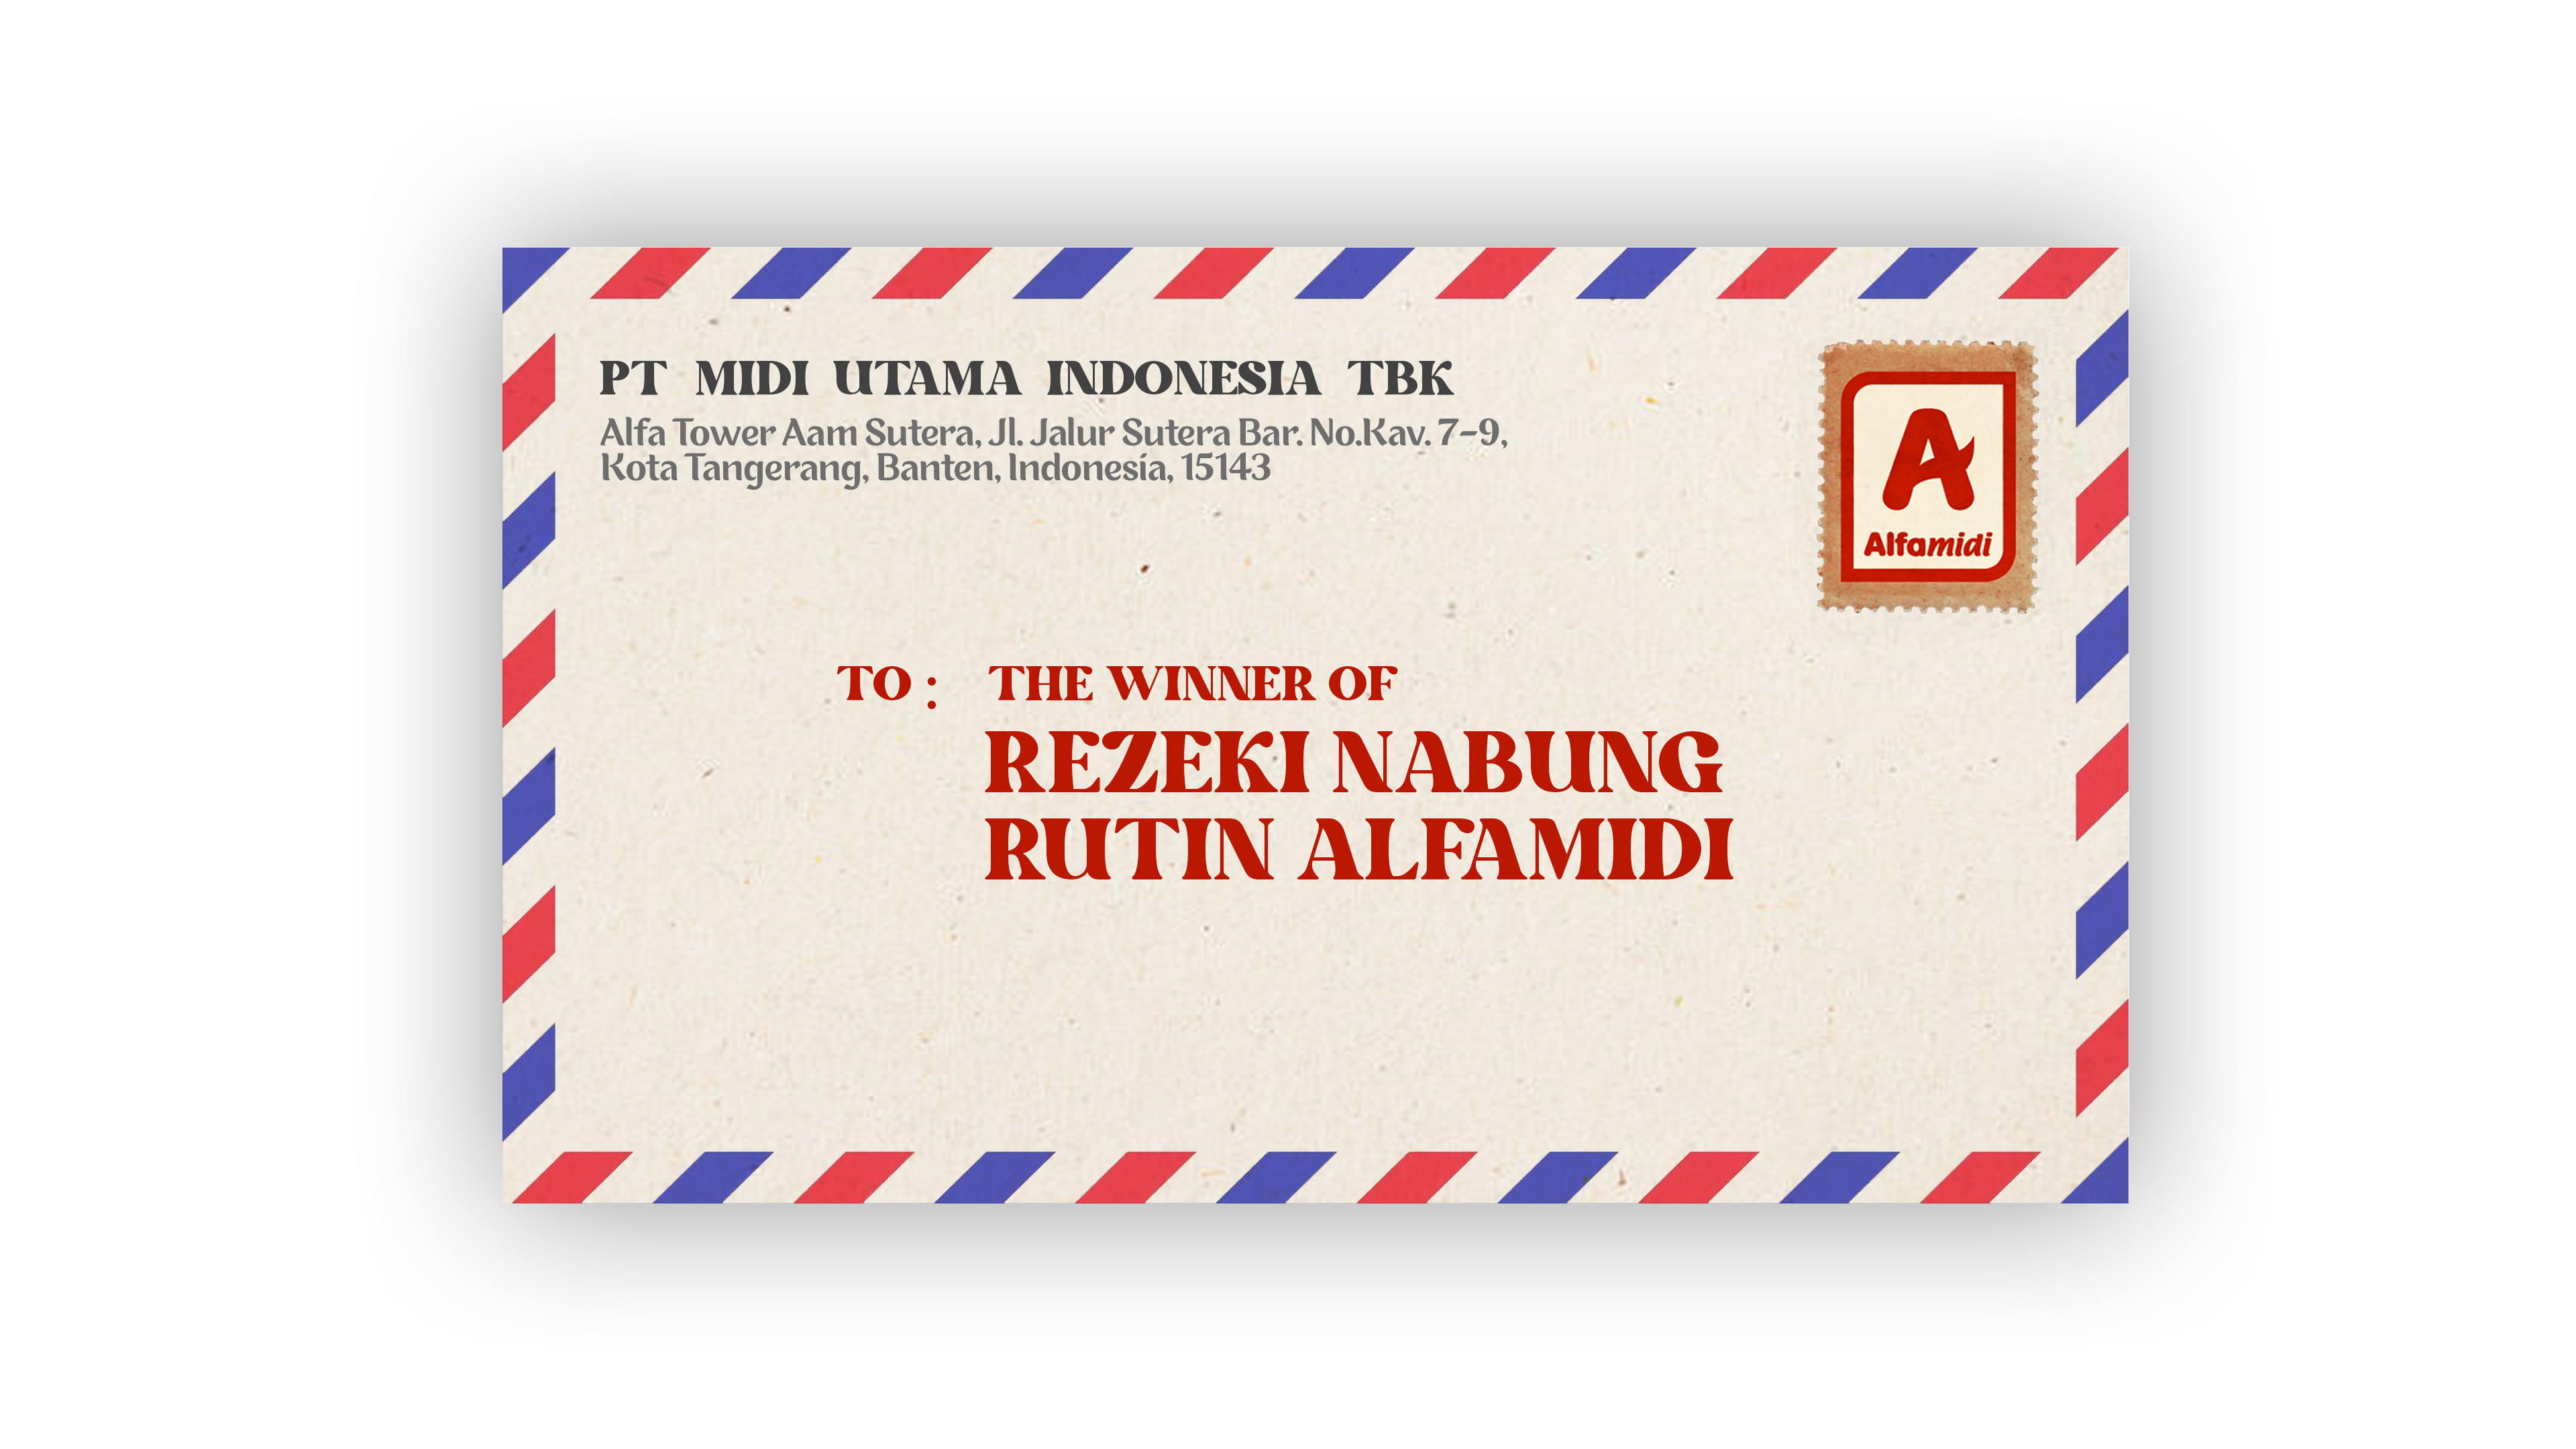 PT MIDI UTAMA INDONESIA TBK
Alfa Tower Aam Sutera, Jl. Jalur Sutera Bar. No.Kav. 7-9,
Kota Tangerang, Banten, Indonesia, 15143
A
Alfamidi
TO : THE WINNER OF
REZEKI NABUNG
RUTIN ALFAMIDI